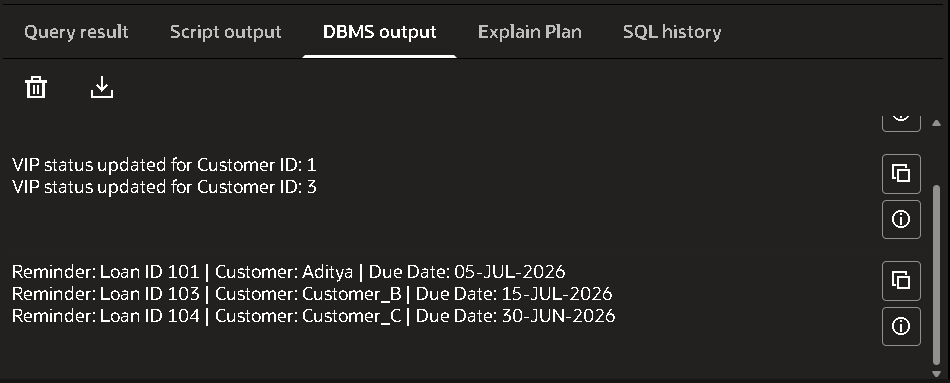 Query result Script output DBMS output Explain Plan SQL history
VIP status updated for Customer ID: 1
VIP status updated for Customer ID: 3
Reminder: Loan ID 101 | Customer: Aditya | Due Date: 05-JUL-2026
Reminder: Loan ID 103 | Customer: Customer_B | Due Date: 15-JUL-2026
Reminder: Loan ID 104 | Customer: Customer_C | Due Date: 30-JUN-2026